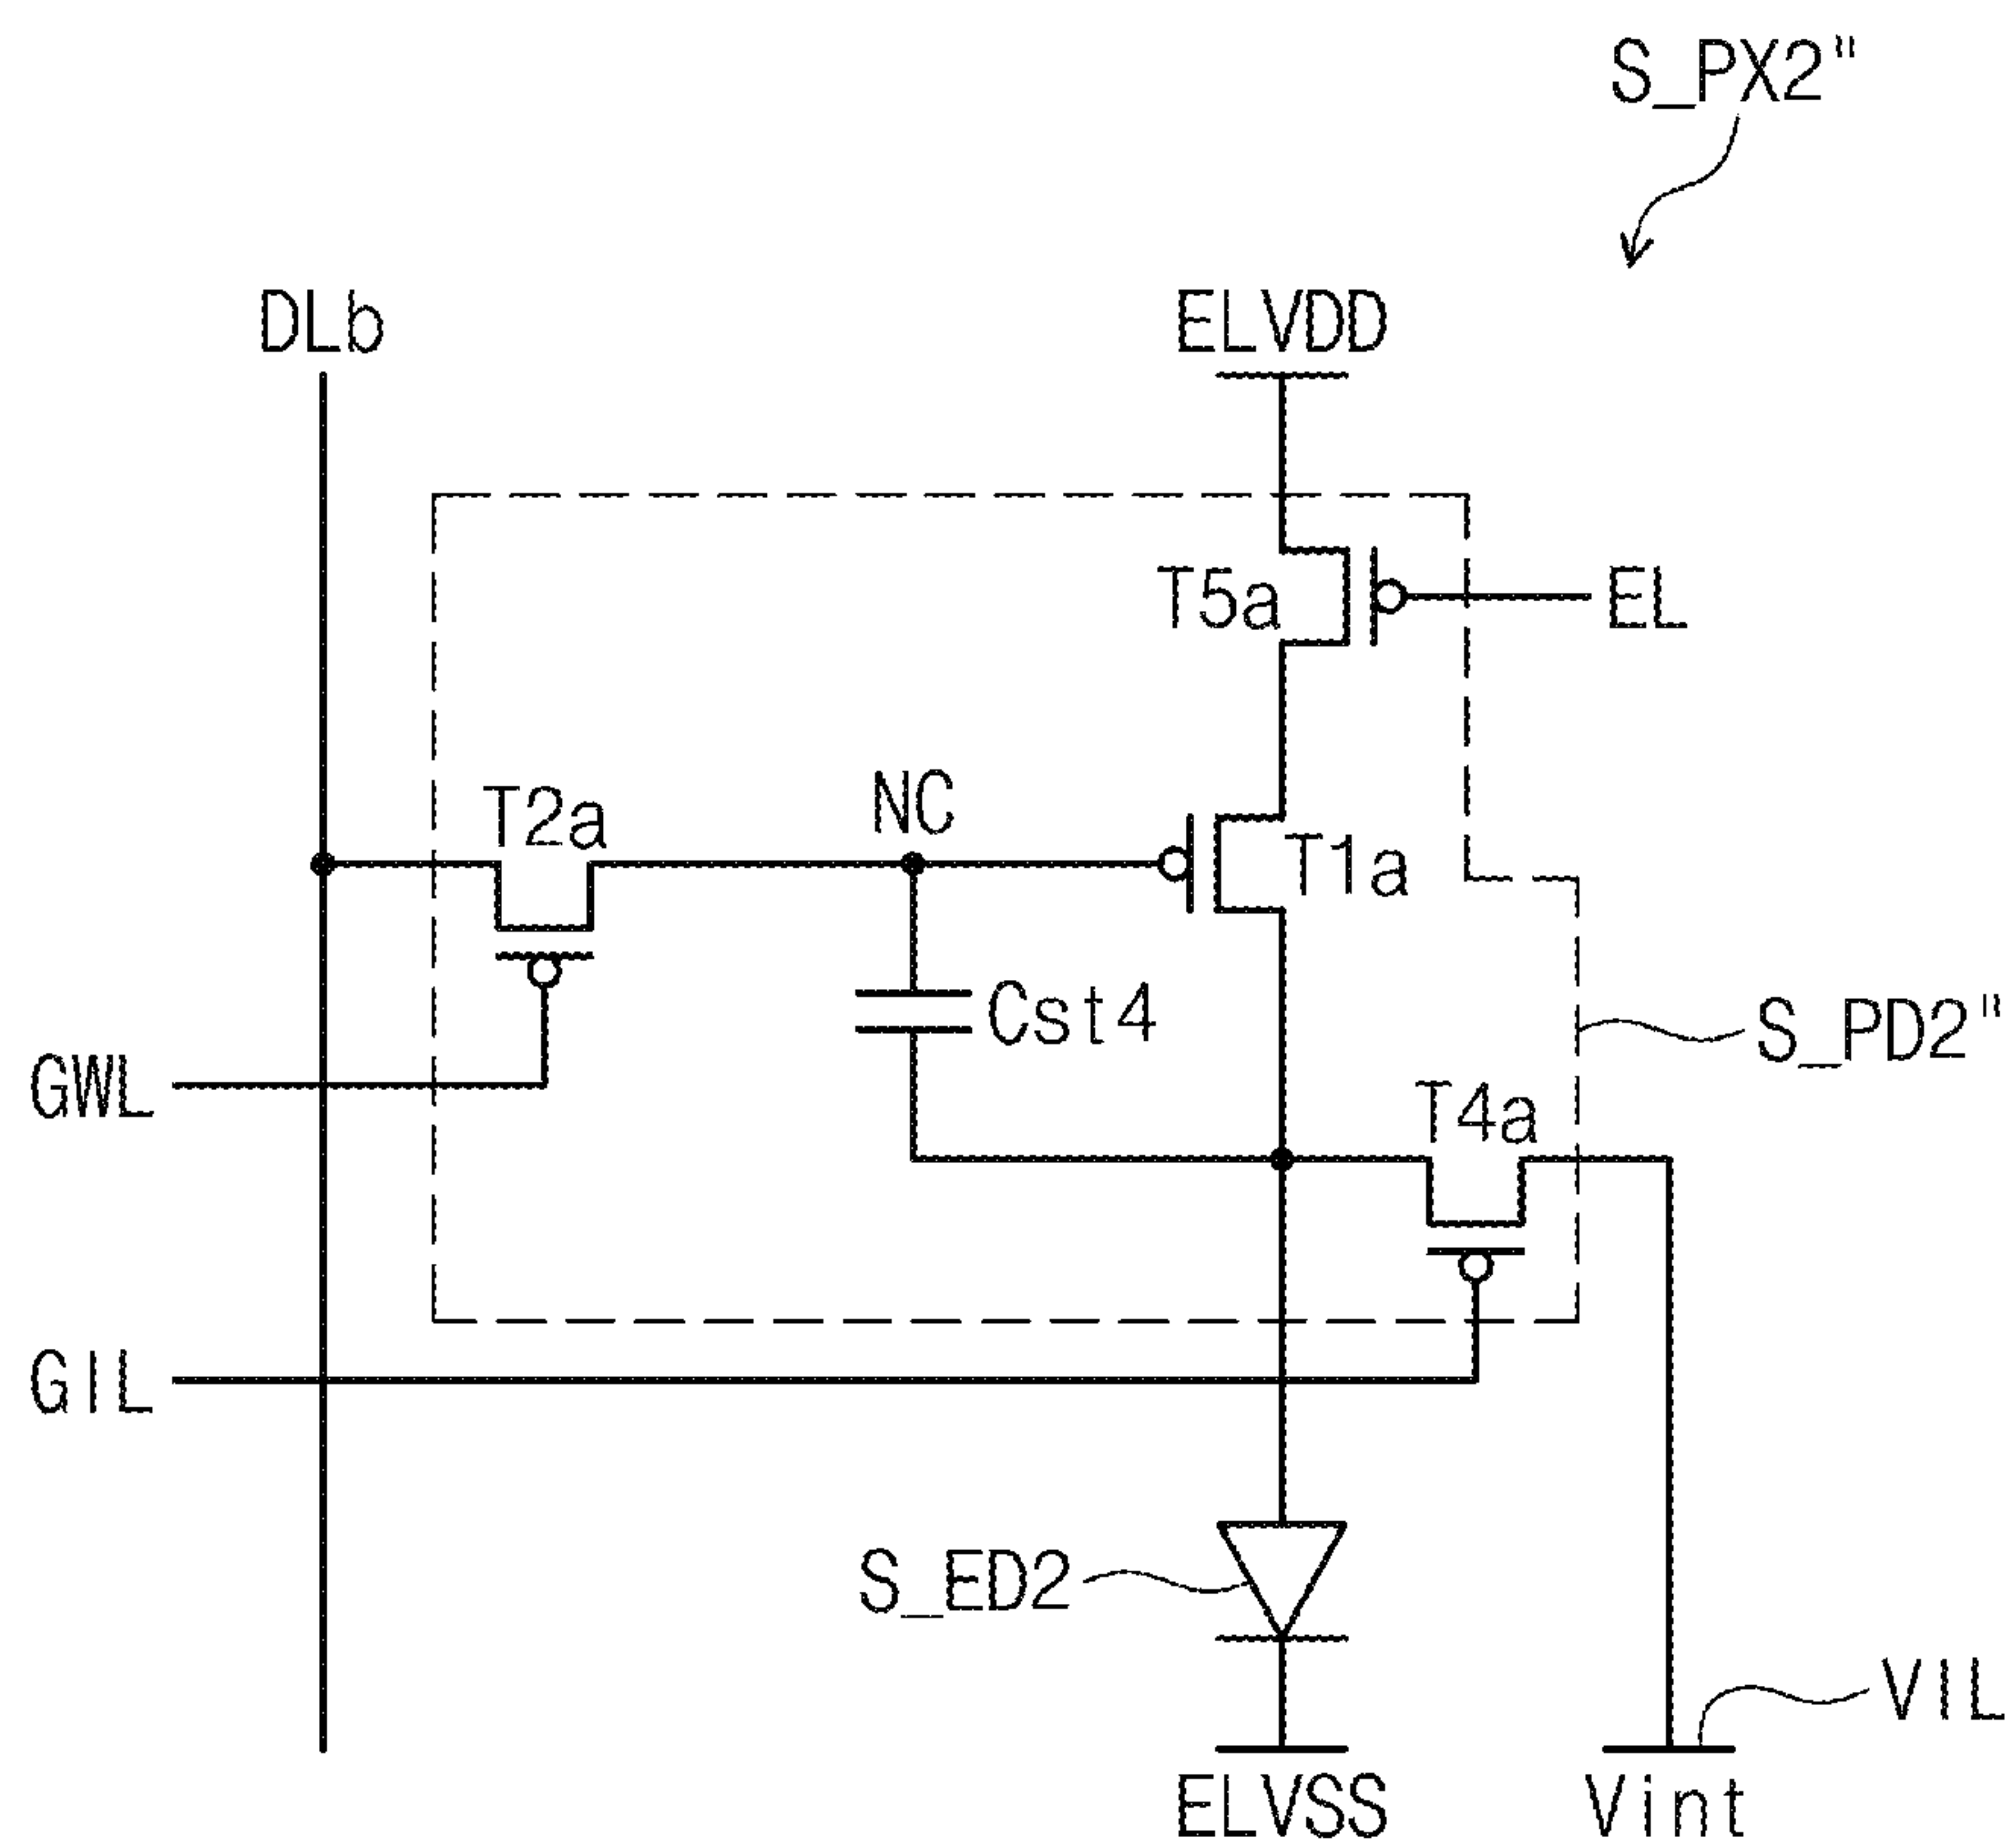 S_PX2"
DLb
ELVDD
T5a
EL
T2a
NC
T1a
Cst4
S_PD2"
GWL
T4a
GIL
S_ED2
VIL
ELVSS
Vint